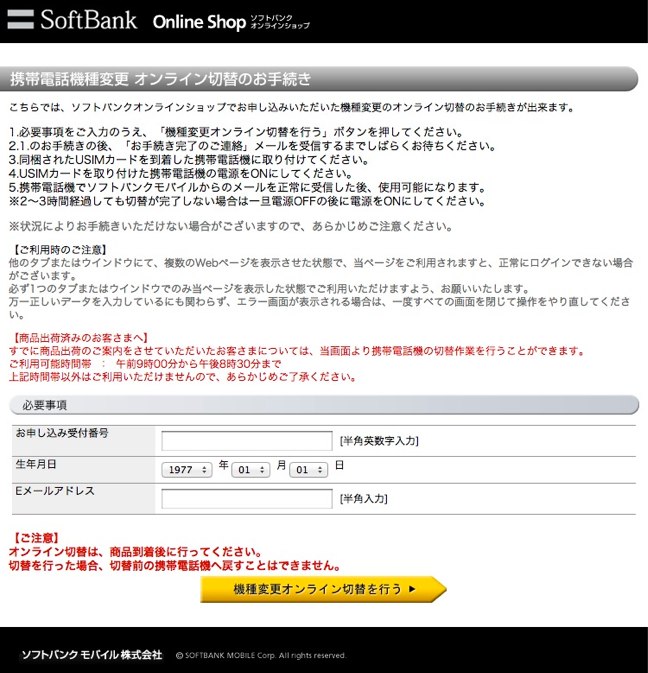 SoftBank Online Shop ソフトバンク
オンラインショップ
携帯電話機種変更 オンライン切替のお手続き
こちらでは、ソフトバンクオンラインショップでお申し込みいただいた機種変更のオンライン切替のお手続きが出来ます。
1.必要事項をご入力のうえ、「機種変更オンライン切替を行う」ボタンを押してください。
2.1.のお手続きの後、「お手続き完了のご連絡」メールを受信するまでしばらくお待ちください。
3.同梱されたUSIMカードを到着した携帯電話機に取り付けてください。
4.USIMカードを取り付けた携帯電話機の電源をONにしてください。
5.携帯電話機でソフトバンクモバイルからのメールを正常に受信した後、使用可能になります。
※2〜3時間経過しても切替が完了しない場合は一旦電源OFFの後に電源をONにしてください。
※状況によりお手続きいただけない場合がございますので、あらかじめご注意ください。
【ご利用時のご注意】
他のタブまたはウインドウにて、複数のWebページを表示させた状態で、当ページをご利用されますと、正常にログインできない場合
がございます。
必ず1つのタブまたはウインドウでのみ当ページを表示した状態でご利用いただけますよう、お願いいたします。
万一正しいデータを入力しているにも関わらず、エラー画面が表示される場合は、一度すべての画面を閉じて操作をやり直してくださ
い。
【商品出荷済みのお客さまへ】
すでに商品出荷のご案内をさせていただいたお客さまについては、当画面より携帯電話機の切替作業を行うことができます。
ご利用可能時間帯 ： 午前9時00分から午後8時30分まで
上記時間帯以外はご利用いただけませんので、あらかじめご了承ください。
必要事項
お申し込み受付番号 [半角英数字入力]
生年月日 1977 年 01 月 01 日
Eメールアドレス [半角入力]
【ご注意】
オンライン切替は、商品到着後に行ってください。
切替を行った場合、切替前の携帯電話機へ戻すことはできません。
機種変更オンライン切替を行う
ソフトバンク モバイル 株式会社 © SOFTBANK MOBILE Corp. All rights reserved.